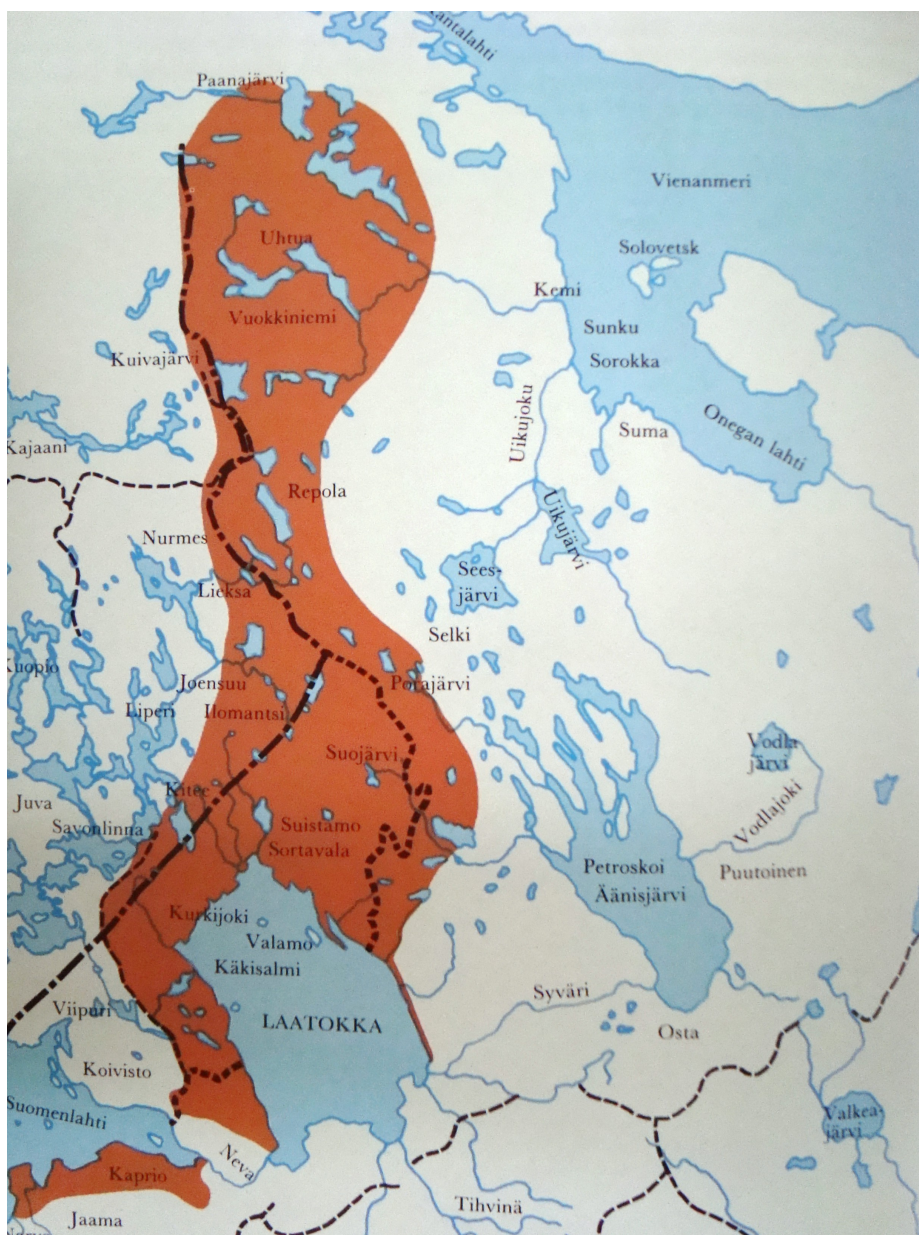 Paanajärvi
Vienanmeri
Uhtua
Solovetsk
Kemi
Vuokkiniemi
Sunku
Kuivajärvi
Sorokka
Uikujoku
Onegan lahti
Suma
Kajaani
Repola
Uikujärvi
Nurmes
Sees-
järvi
Lieksa
Selki
Joensuu
Porajärvi
Liperi
Ilomantsi
Suojärvi
Vodla
järvi
Kitee
Juva
Vodlajoki
Savonlinna
Suistamo
Sortavala
Petroskoi
Puutoinen
Äänisjärvi
Kurkijoki
Valamo
Käkisalmi
Syväri
Viipuri
LAATOKKA
Osta
Koivisto
Suomenlahti
Valkea-
järvi
Neva
Kaprio
Tihvinä
Jaama